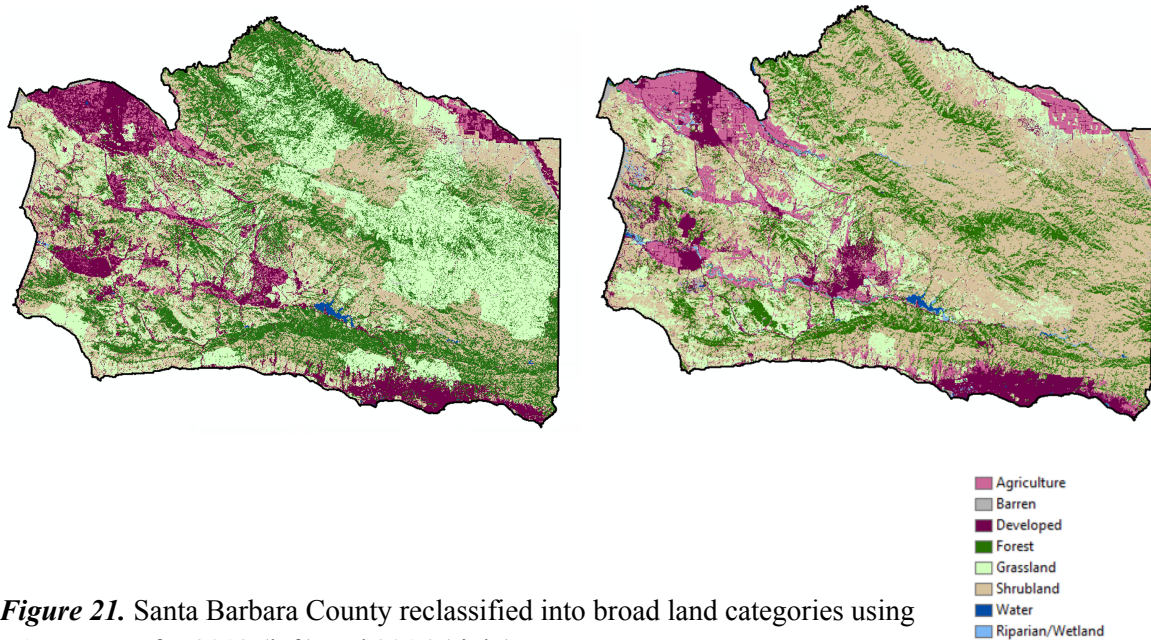 Agriculture
Barren
Developed
Forest
Grassland
Shrubland
Water
Riparian/Wetland
Figure 21. Santa Barbara County reclassified into broad land categories using